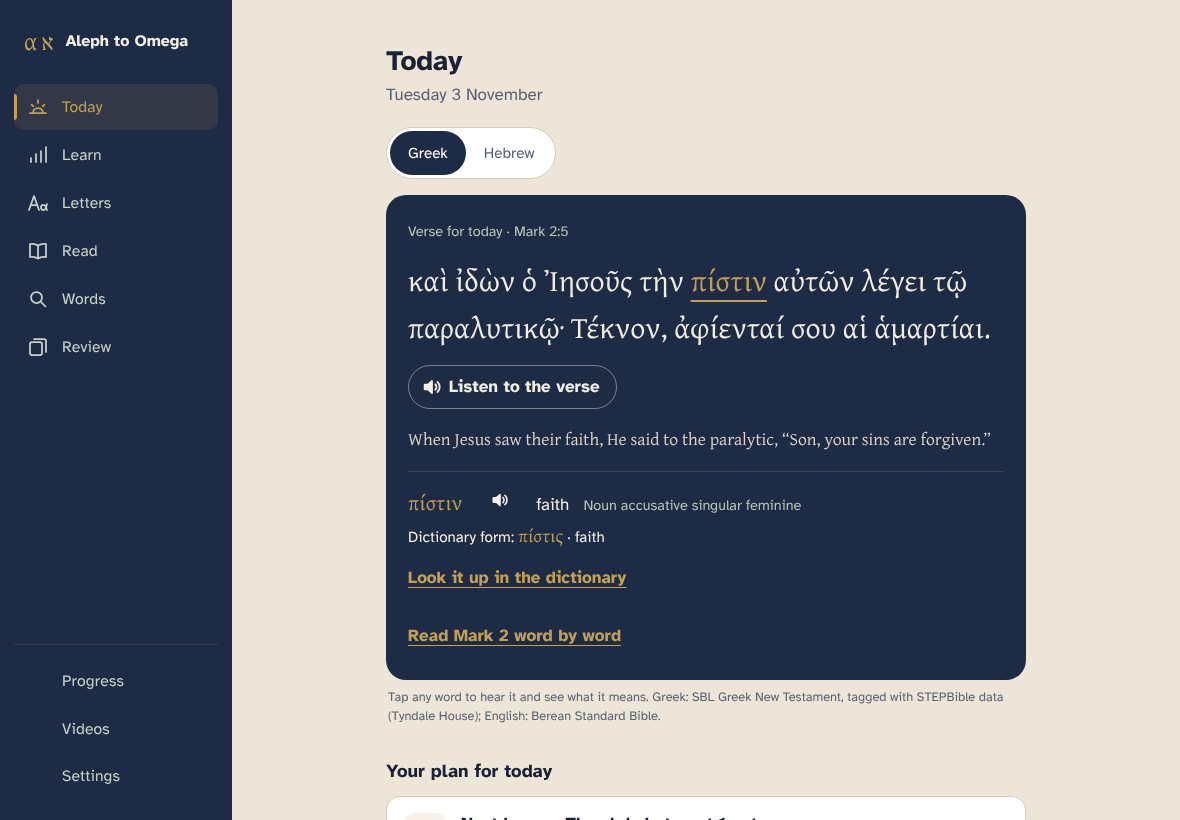 α א Aleph to Omega
Today
Learn
Aα Letters
Read
Words
Review
Progress
Videos
Settings
Today
Tuesday 3 November
Greek Hebrew
Verse for today · Mark 2:5
καὶ ἰδὼν ὁ Ἰησοῦς τὴν πίστιν αὐτῶν λέγει τῷ
παραλυτικῷ· Τέκνον, ἀφίενταί σου αἱ ἁμαρτίαι.
Listen to the verse
When Jesus saw their faith, He said to the paralytic, “Son, your sins are forgiven.”
πίστιν faith Noun accusative singular feminine
Dictionary form: πίστις · faith
Look it up in the dictionary
Read Mark 2 word by word
Tap any word to hear it and see what it means. Greek: SBL Greek New Testament, tagged with STEPBible data
(Tyndale House); English: Berean Standard Bible.
Your plan for today